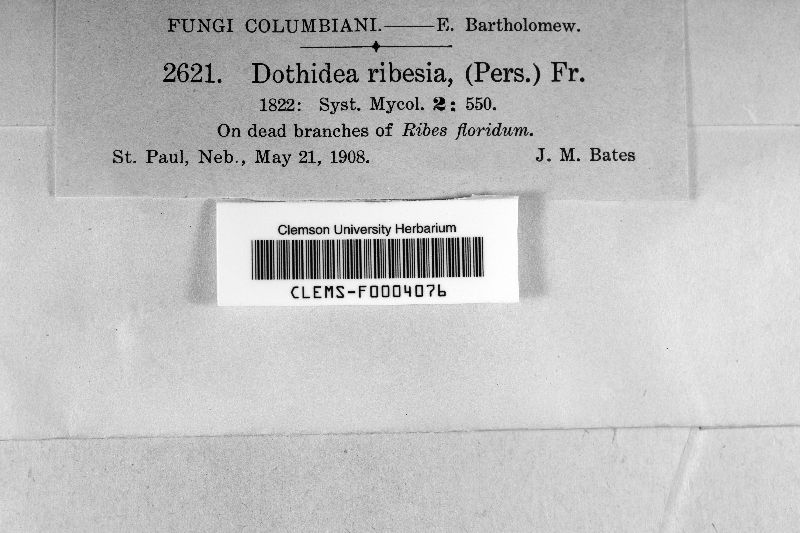 FUNGI COLUMBIANI.——E. Bartholomew.
2621. Dothidea ribesia, (Pers.) Fr.
1822: Syst. Mycol. 2: 550.
On dead branches of Ribes floridum.
St. Paul, Neb., May 21, 1908. J. M. Bates
Clemson University Herbarium
CLEMS-F0004076